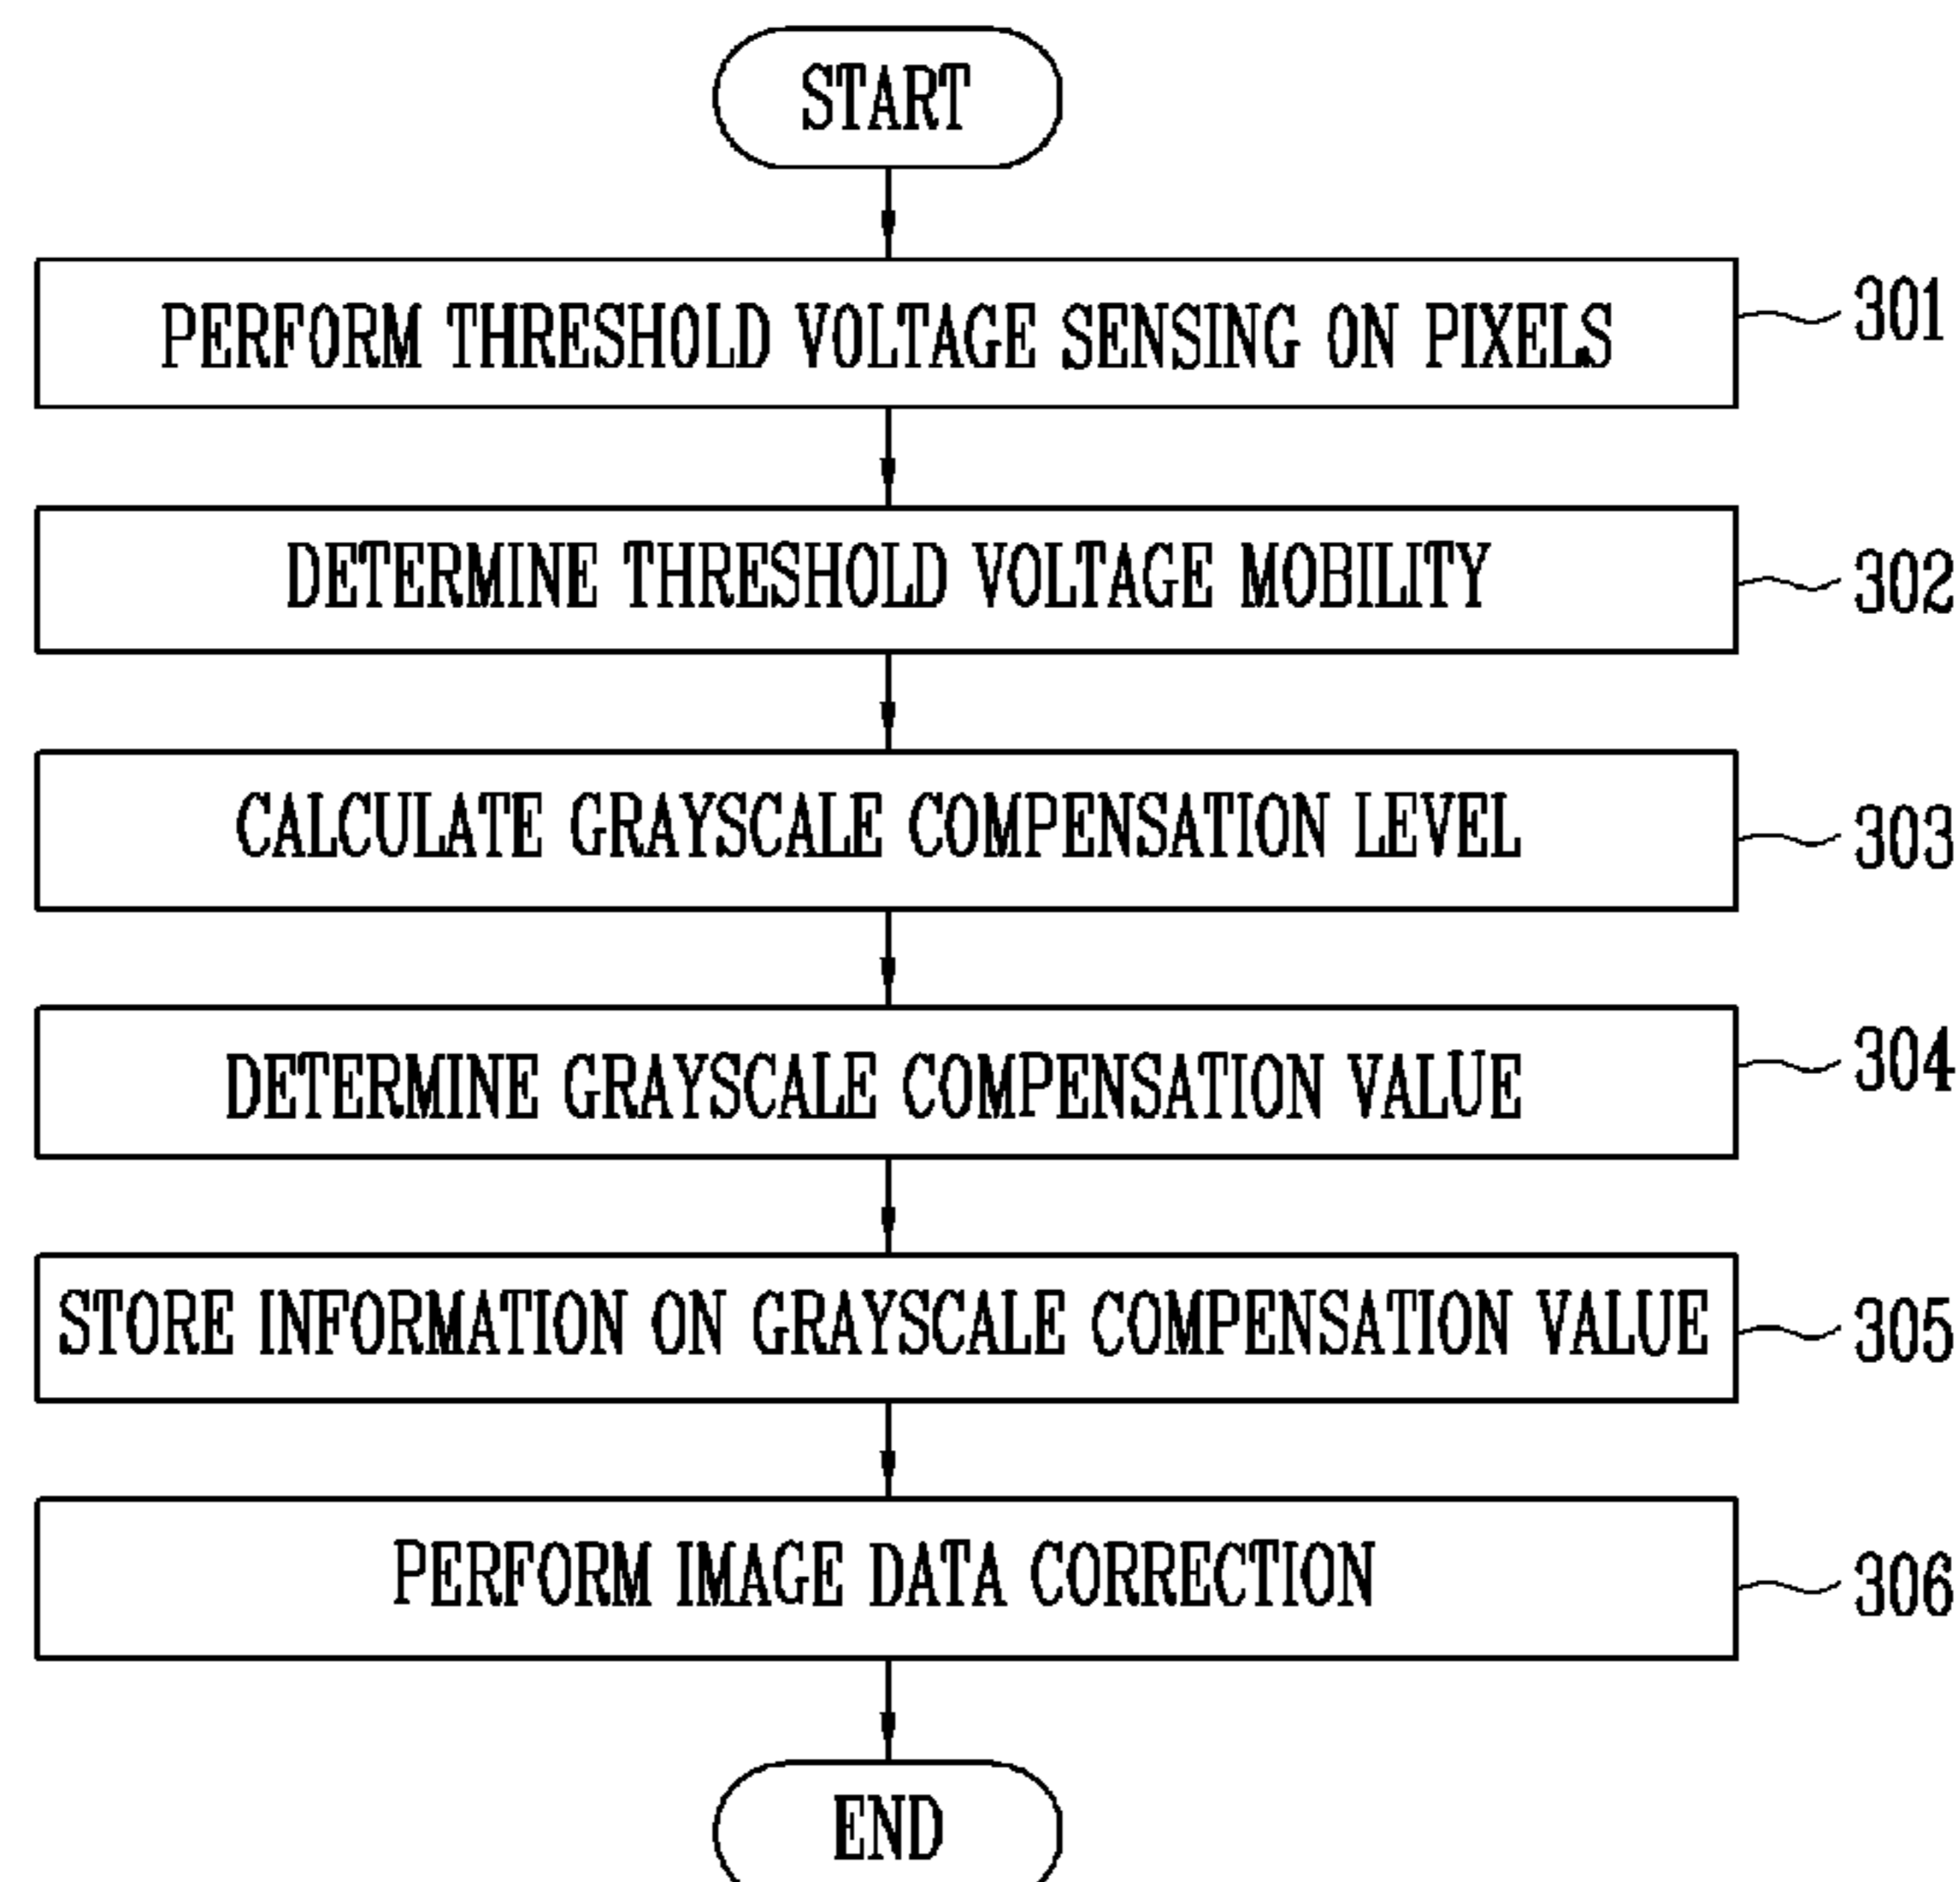 START
PERFORM THRESHOLD VOLTAGE SENSING ON PIXELS
301
DETERMINE THRESHOLD VOLTAGE MOBILITY
302
CALCULATE GRAYSCALE COMPENSATION LEVEL
303
DETERMINE GRAYSCALE COMPENSATION VALUE
304
STORE INFORMATION ON GRAYSCALE COMPENSATION VALUE
305
PERFORM IMAGE DATA CORRECTION
306
END